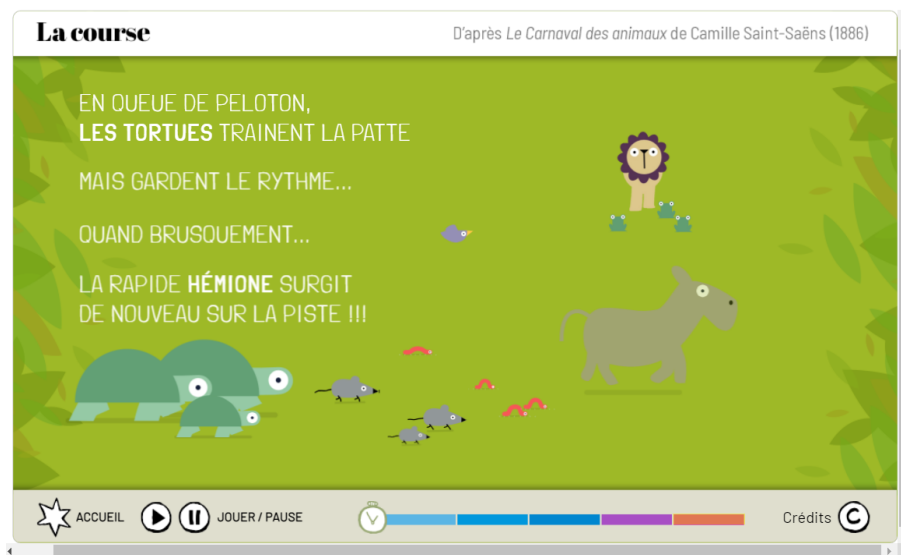 La course
D'après Le Carnaval des animaux de Camille Saint-Saëns (1886)
EN QUEUE DE PELOTON,
LES TORTUES TRAINENT LA PATTE
MAIS GARDENT LE RYTHME...
QUAND BRUSQUEMENT...
LA RAPIDE HÉMIONE SURGIT
DE NOUVEAU SUR LA PISTE !!!
ACCUEIL
JOUER / PAUSE
Crédits C